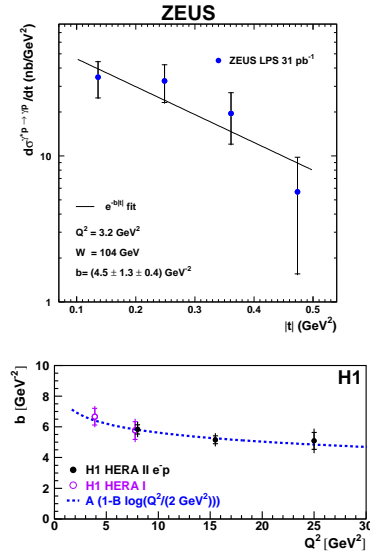 ZEUS
dσ^γ*p → γp/dt (nb/GeV²)
ZEUS LPS 31 pb⁻¹
10
e⁻ᵇ|ᵗ| fit
Q² = 3.2 GeV²
W = 104 GeV
b= (4.5 ± 1.3 ± 0.4) GeV⁻²
1
0.1 0.2 0.3 0.4 0.5
|t| (GeV²)
H1
b [GeV⁻²]
10
8
6
4
2
0
H1 HERA II e⁻p
H1 HERA I
A (1-B log(Q²/(2 GeV²)))
0 5 10 15 20 25 30
Q² [GeV²]